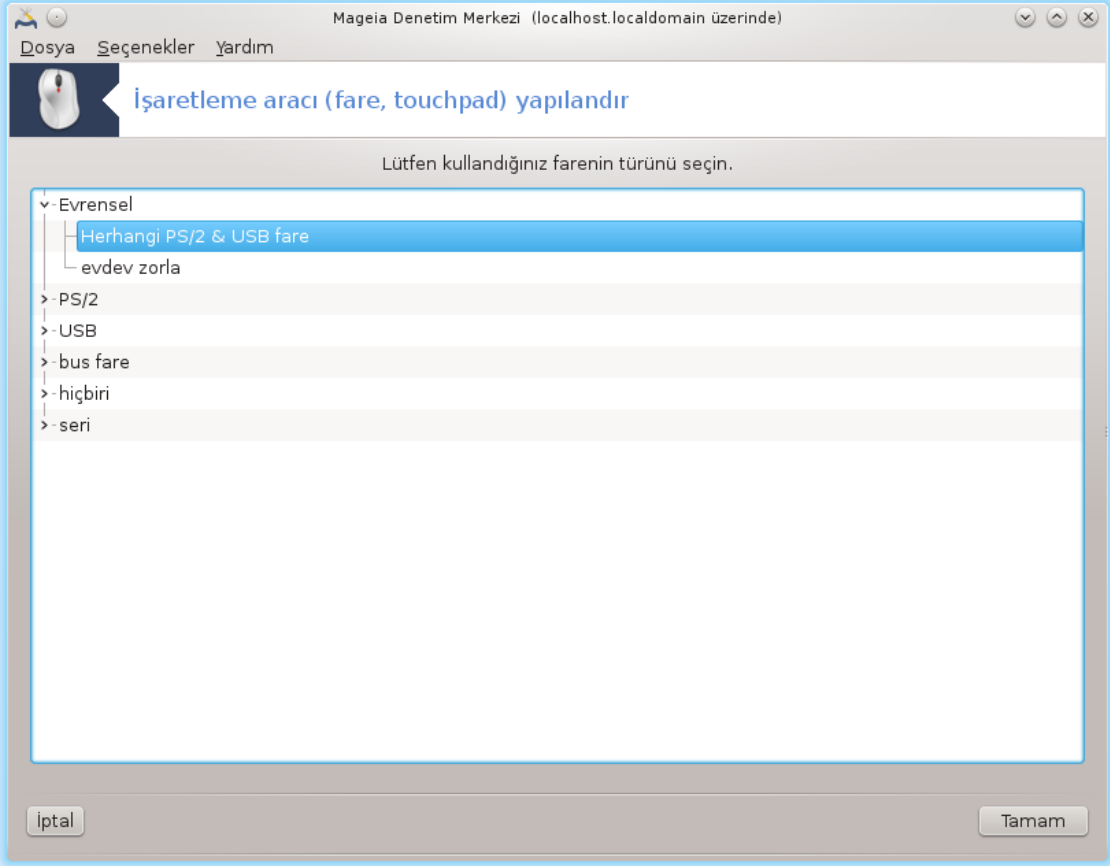 Mageia Denetim Merkezi (localhost.localdomain üzerinde)
Dosya Seçenekler Yardım
İşaretleme aracı (fare, touchpad) yapılandır
Lütfen kullandığınız farenin türünü seçin.
Evrensel
Herhangi PS/2 & USB fare
evdev zorla
PS/2
USB
bus fare
hiçbiri
seri
İptal Tamam